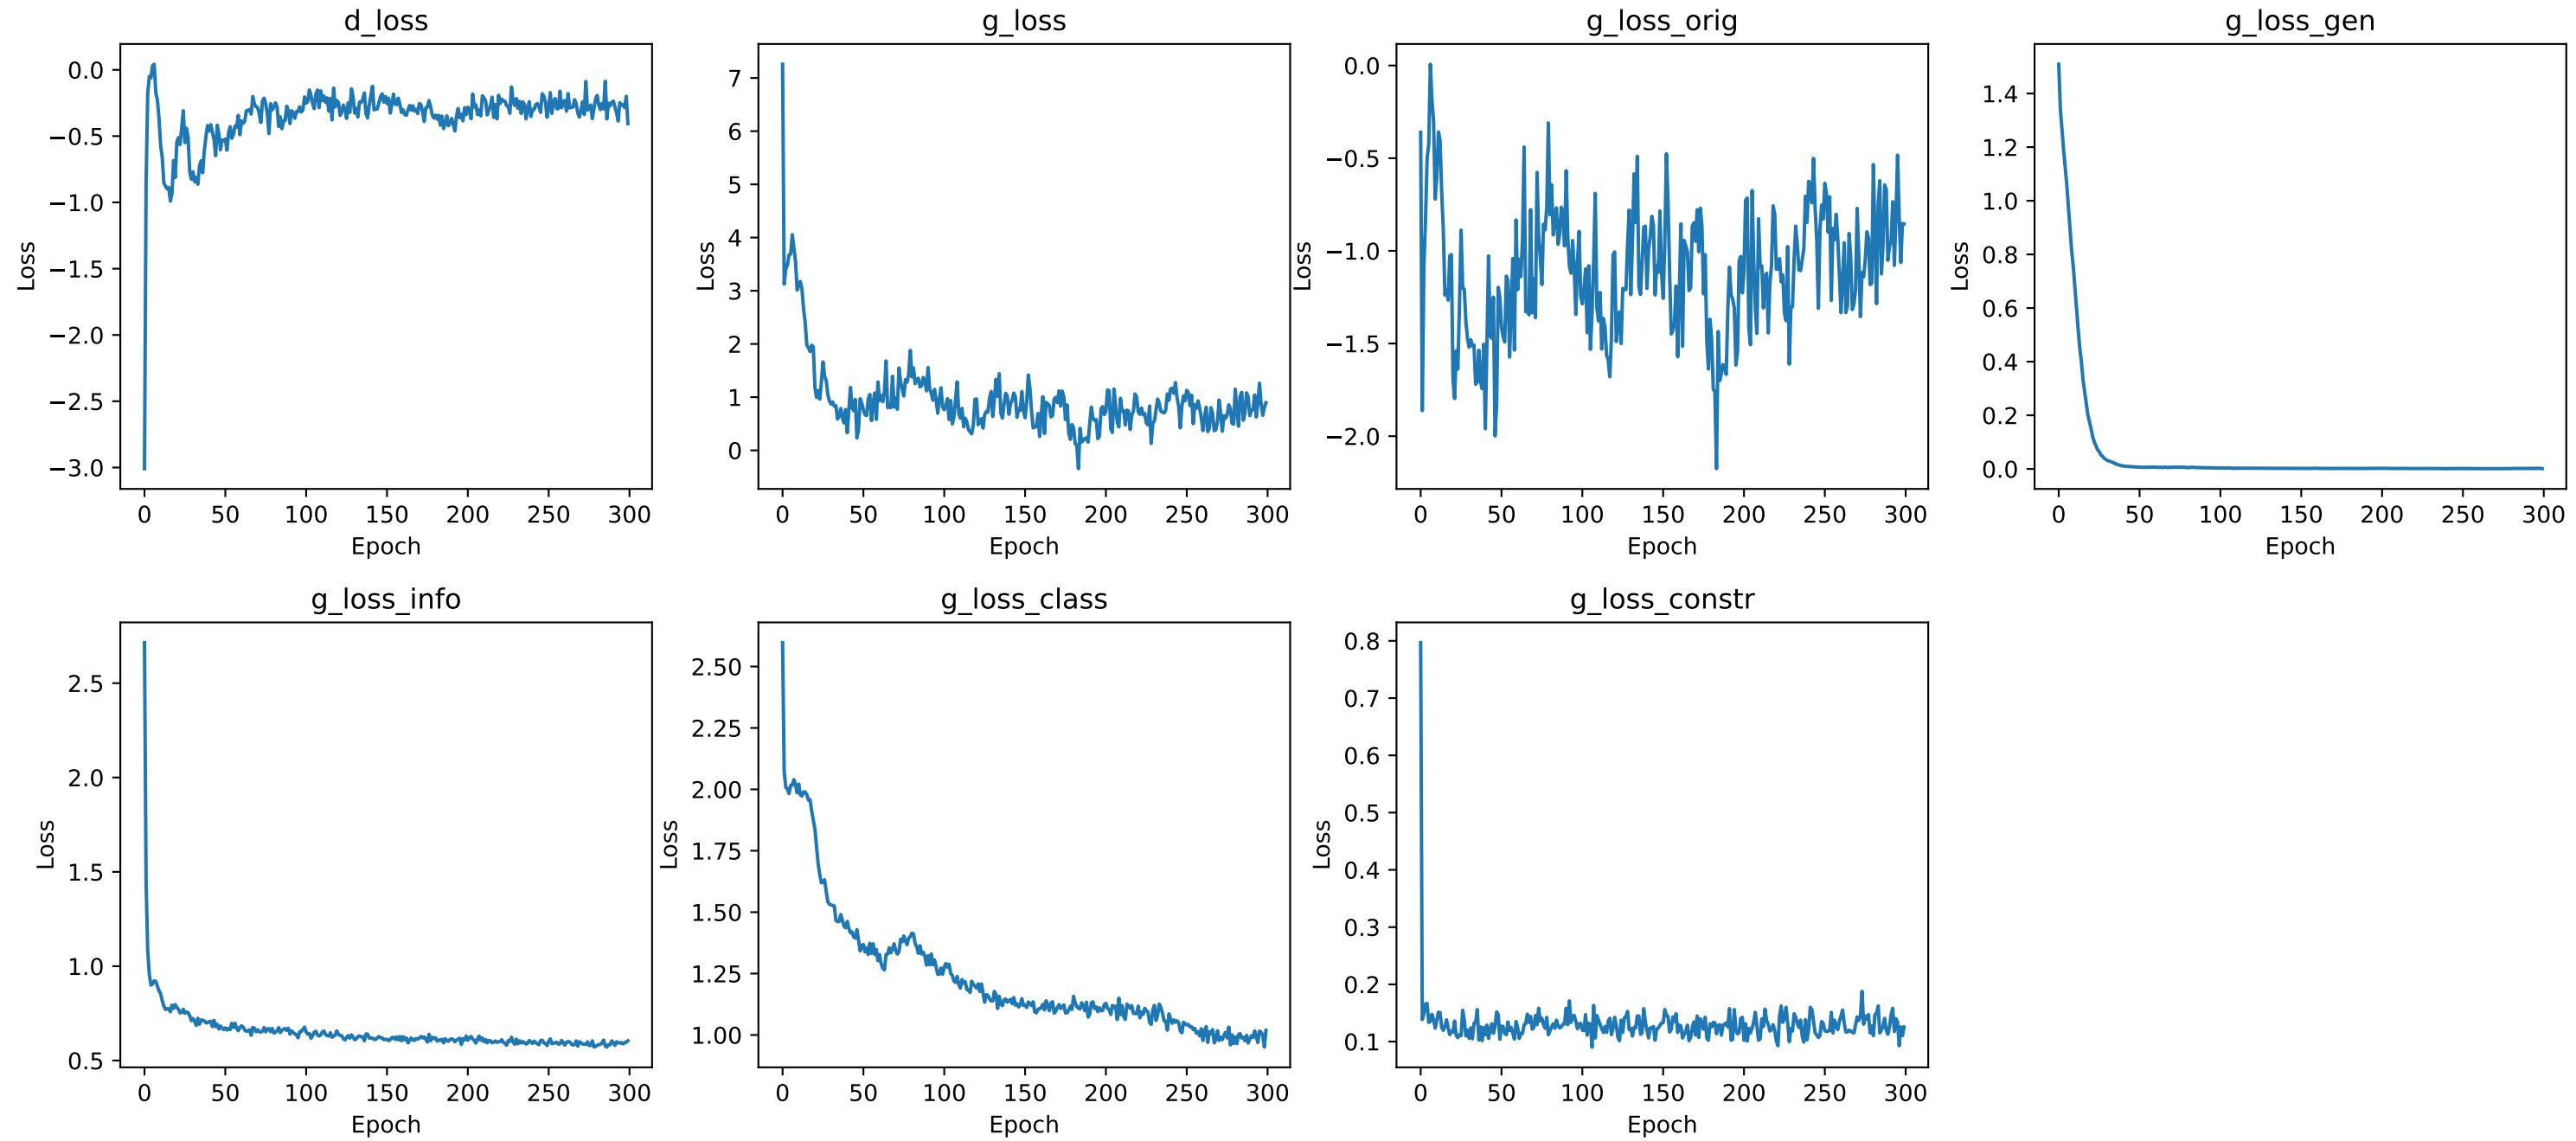 d_loss
g_loss
g_loss_orig
g_loss_gen
0.0
−0.5
−1.0
−1.5
−2.0
−2.5
−3.0
Loss
0 50 100 150 200 250 300
Epoch
7
6
5
4
3
2
1
0
Loss
0 50 100 150 200 250 300
Epoch
0.0
−0.5
−1.0
−1.5
−2.0
Loss
0 50 100 150 200 250 300
Epoch
1.4
1.2
1.0
0.8
0.6
0.4
0.2
0.0
Loss
0 50 100 150 200 250 300
Epoch
g_loss_info
g_loss_class
g_loss_constr
2.5
2.0
1.5
1.0
0.5
Loss
0 50 100 150 200 250 300
Epoch
2.50
2.25
2.00
1.75
1.50
1.25
1.00
Loss
0 50 100 150 200 250 300
Epoch
0.8
0.7
0.6
0.5
0.4
0.3
0.2
0.1
Loss
0 50 100 150 200 250 300
Epoch